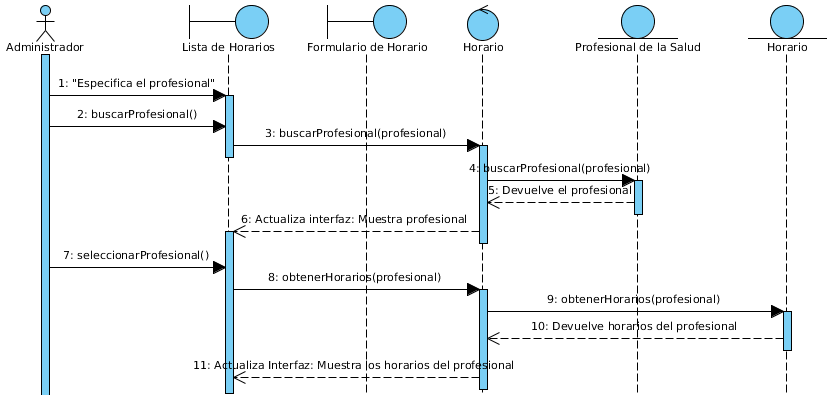 Administrador
Lista de Horarios
Formulario de Horario
Horario
Profesional de la Salud
Horario
1: "Especifica el profesional"
2: buscarProfesional()
3: buscarProfesional(profesional)
4: buscarProfesional(profesional)
5: Devuelve el profesional
6: Actualiza interfaz: Muestra profesional
7: seleccionarProfesional()
8: obtenerHorarios(profesional)
9: obtenerHorarios(profesional)
10: Devuelve horarios del profesional
11: Actualiza Interfaz: Muestra los horarios del profesional